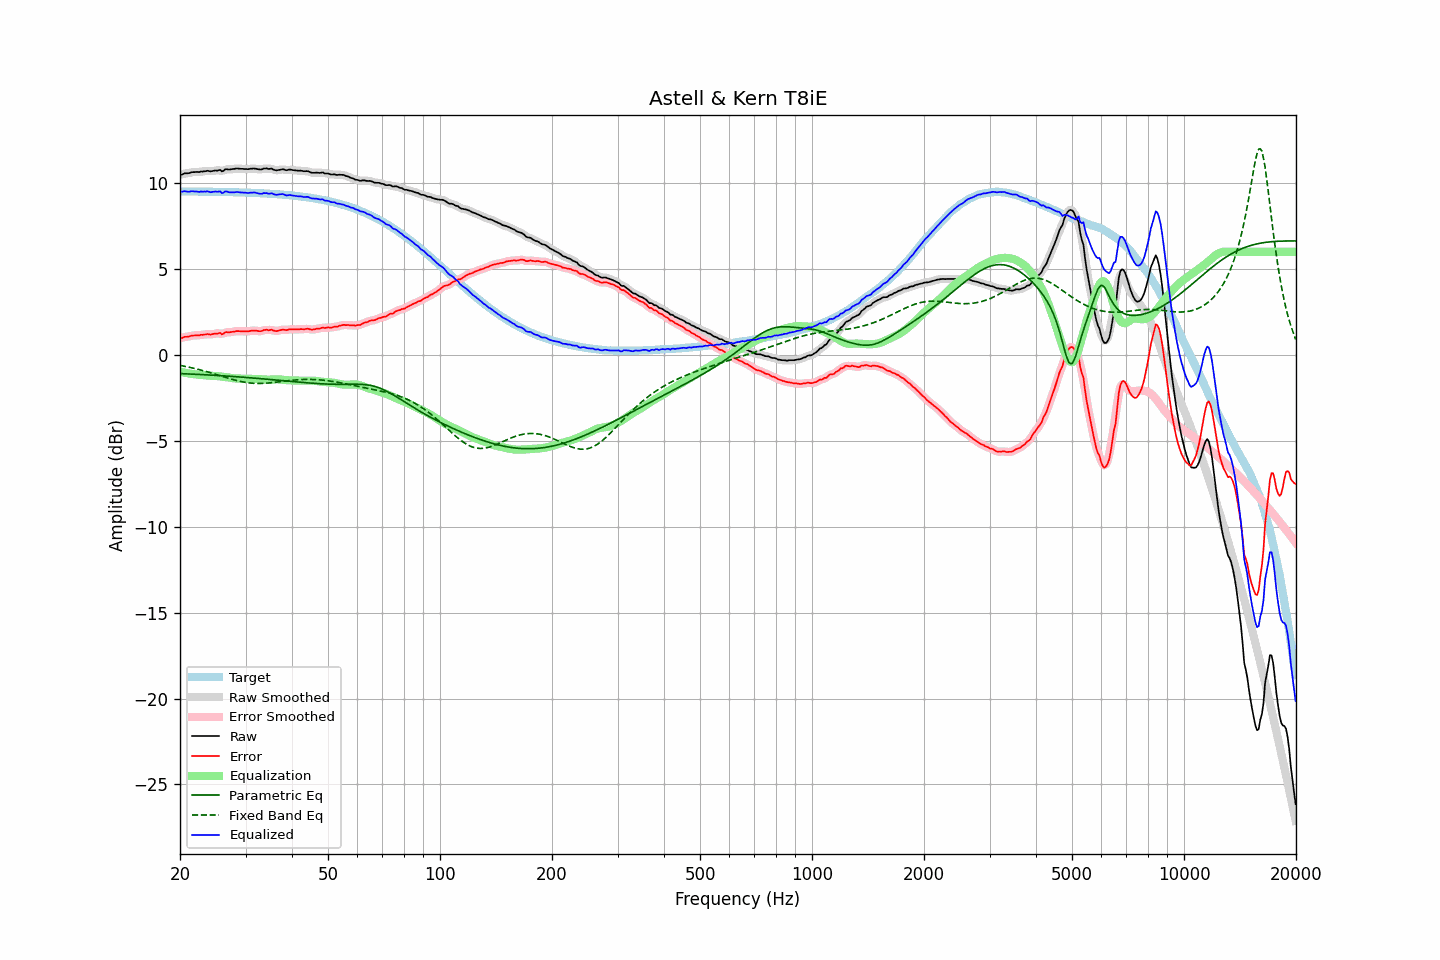 Astell & Kern T8iE
Amplitude (dBr)
10
5
0
−5
−10
−15
−20
−25
Target
Raw Smoothed
Error Smoothed
Raw
Error
Equalization
Parametric Eq
Fixed Band Eq
Equalized
20 50 100 200 500 1000 2000 5000 10000 20000
Frequency (Hz)